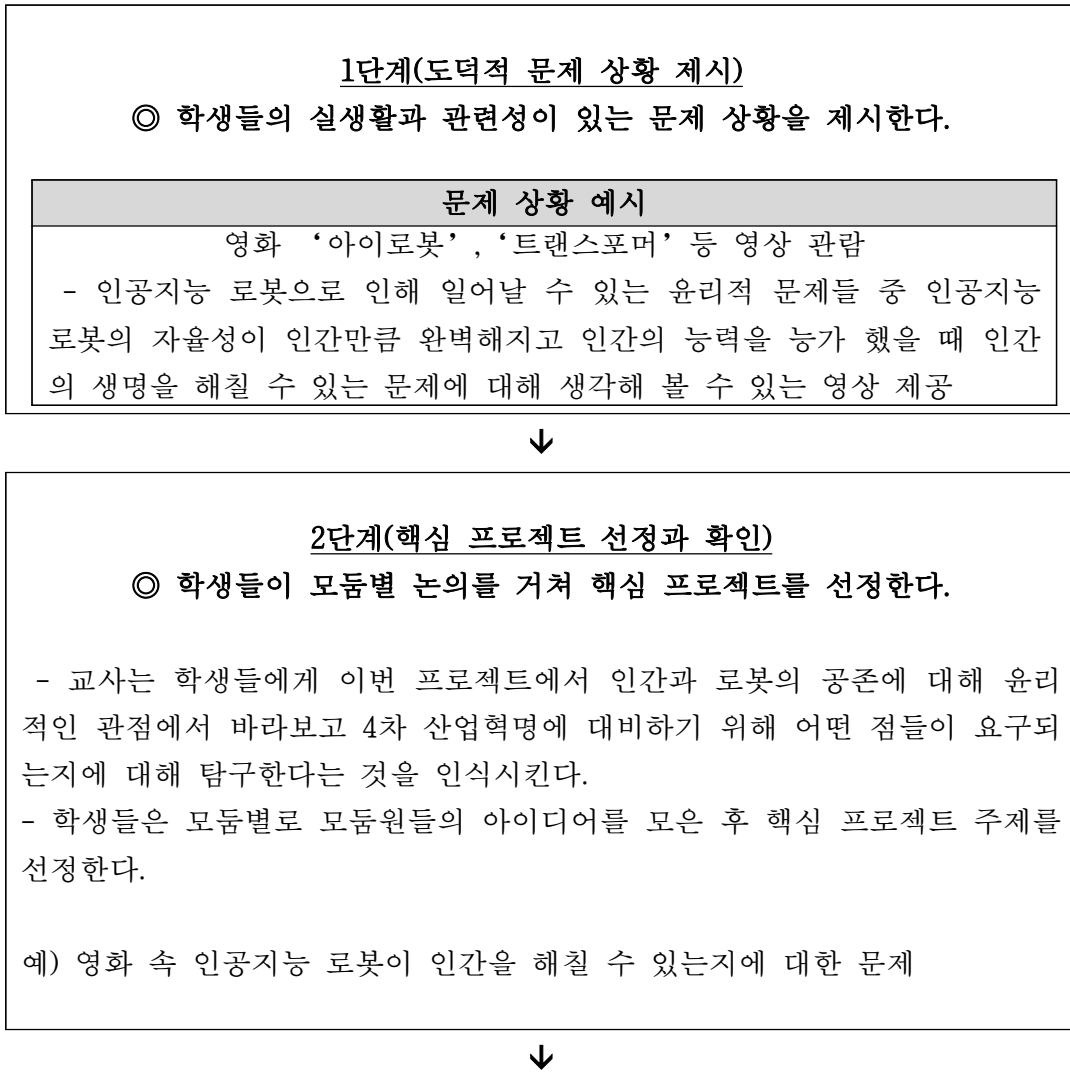 1단계(도덕적 문제 상황 제시)
◎ 학생들의 실생활과 관련성이 있는 문제 상황을 제시한다.
문제 상황 예시
영화 ‘아이로봇’, ‘트랜스포머’ 등 영상 관람
- 인공지능 로봇으로 인해 일어날 수 있는 윤리적 문제들 중 인공지능
로봇의 자율성이 인간만큼 완벽해지고 인간의 능력을 능가 했을 때 인간
의 생명을 해칠 수 있는 문제에 대해 생각해 볼 수 있는 영상 제공
↓
2단계(핵심 프로젝트 선정과 확인)
◎ 학생들이 모둠별 논의를 거쳐 핵심 프로젝트를 선정한다.
- 교사는 학생들에게 이번 프로젝트에서 인간과 로봇의 공존에 대해 윤리
적인 관점에서 바라보고 4차 산업혁명에 대비하기 위해 어떤 점들이 요구되
는지에 대해 탐구한다는 것을 인식시킨다.
- 학생들은 모둠별로 모둠원들의 아이디어를 모은 후 핵심 프로젝트 주제를
선정한다.
예) 영화 속 인공지능 로봇이 인간을 해칠 수 있는지에 대한 문제
↓